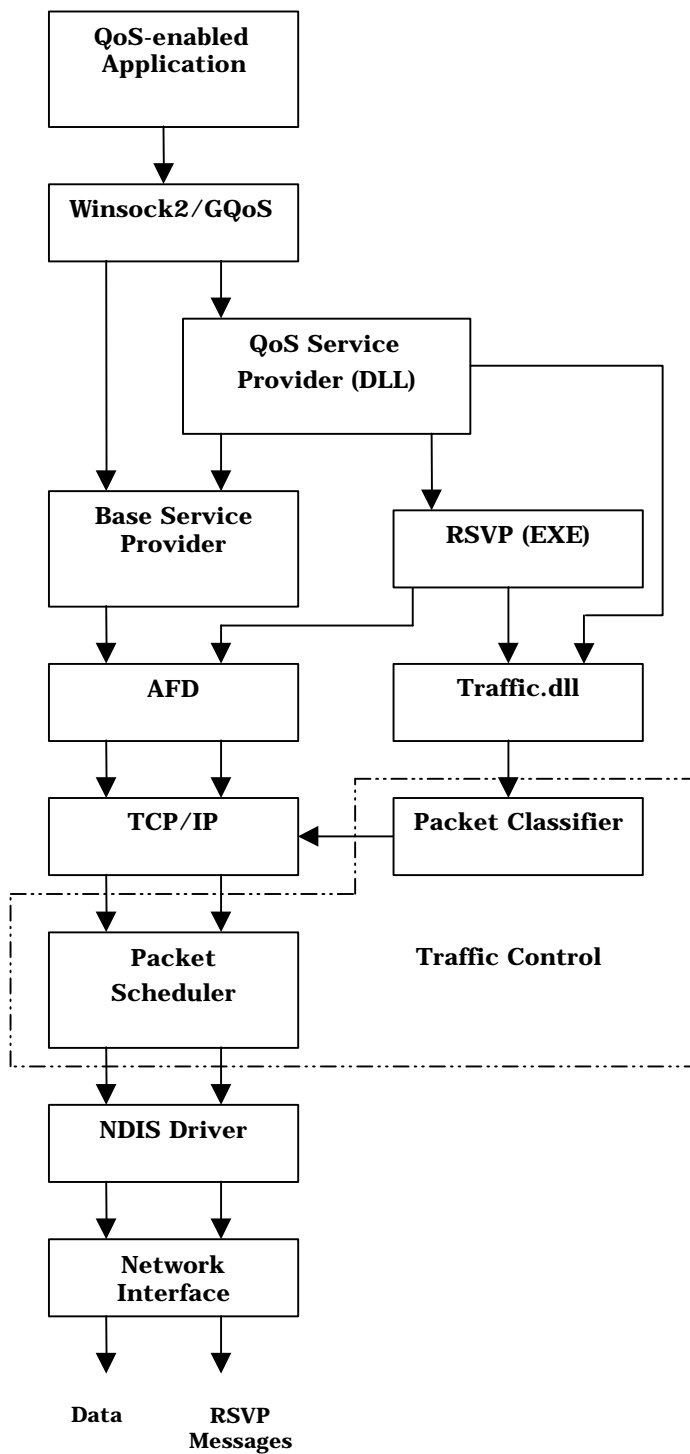 QoS-enabled
Application
Winsock2/GQoS
QoS Service
Provider (DLL)
Base Service
Provider
RSVP (EXE)
AFD
Traffic.dll
TCP/IP
Packet Classifier
Packet
Scheduler
Traffic Control
NDIS Driver
Network
Interface
Data
RSVP
Messages